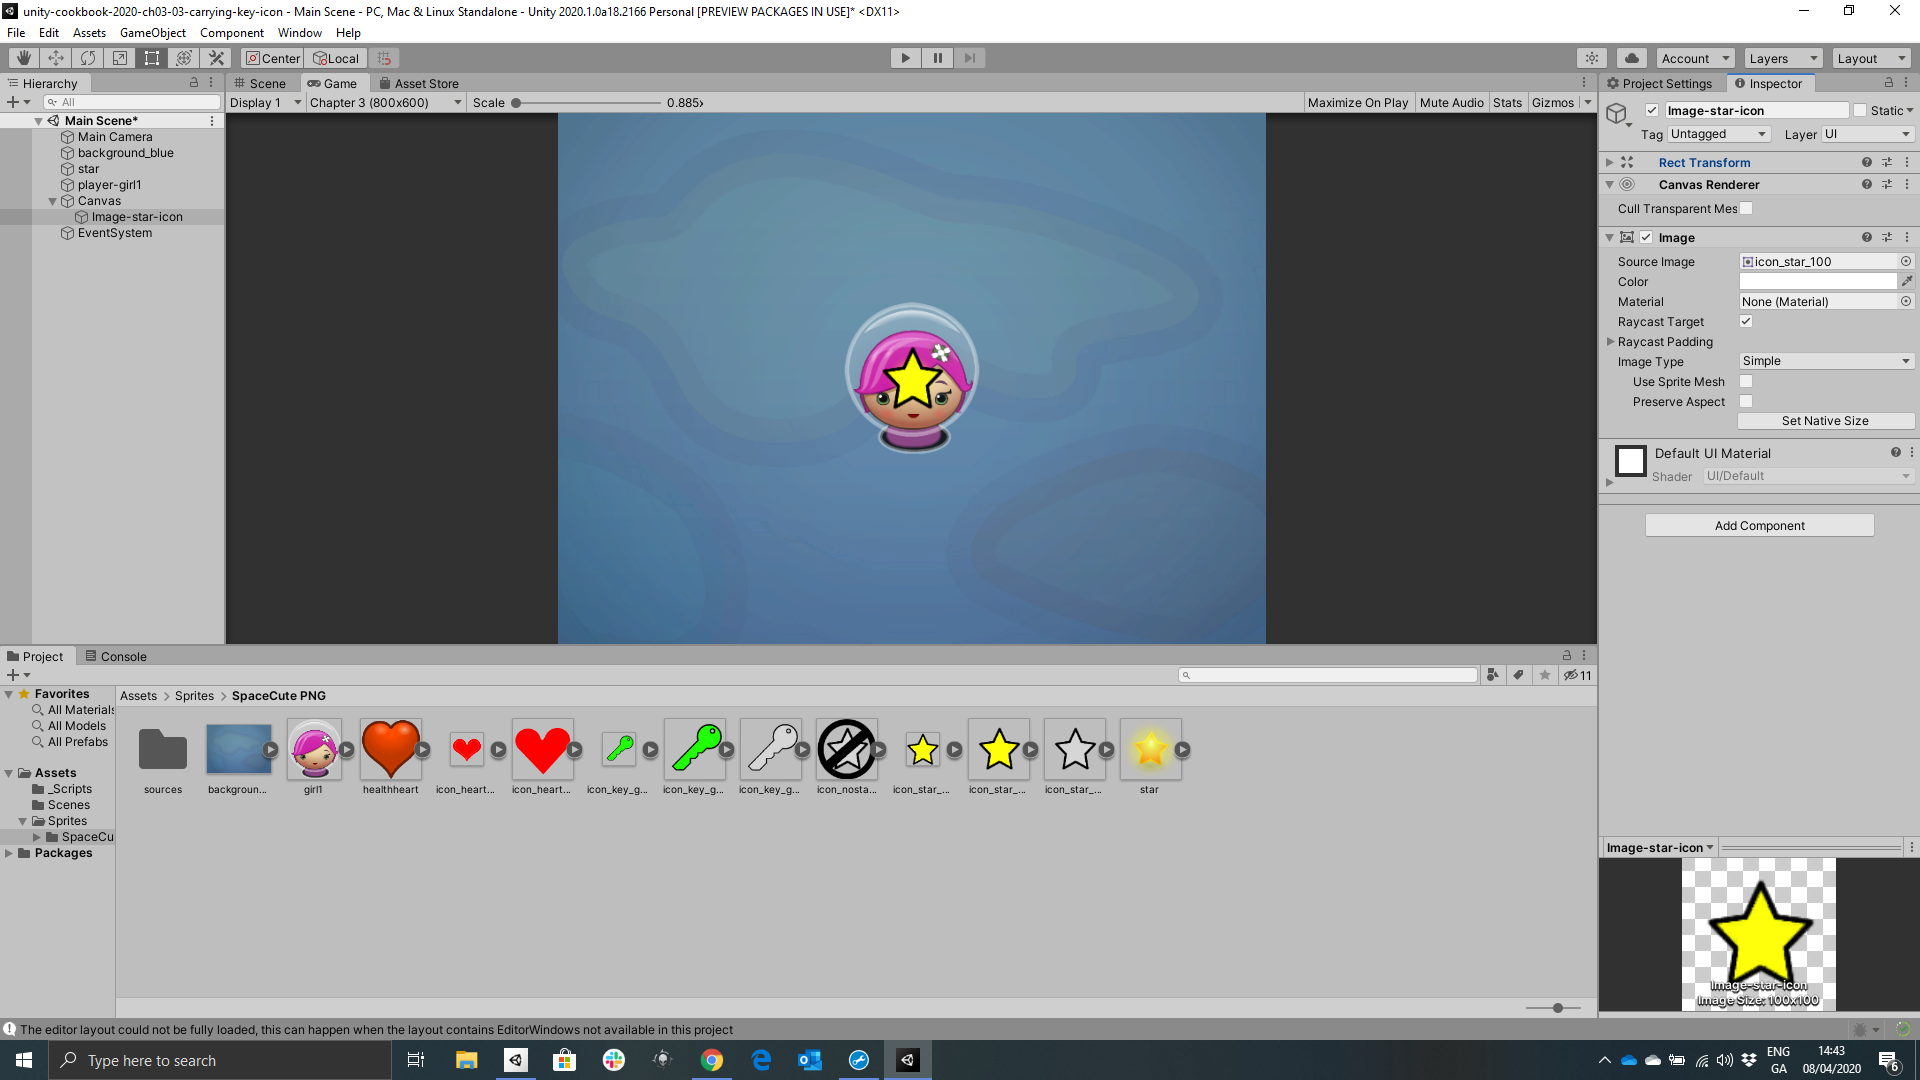 unity-cookbook-2020-ch03-03-carrying-key-icon - Main Scene - PC, Mac & Linux Standalone - Unity 2020.1.0a18.2166 Personal [PREVIEW PACKAGES IN USE]* <DX11>
File Edit Assets GameObject Component Window Help
Center Local Account Layers Layout
Hierarchy
All
Main Scene*
Main Camera
background_blue
star
player-girl1
Canvas
Image-star-icon
EventSystem
Scene Game Asset Store
Display 1 Chapter 3 (800x600) Scale 0.885x Maximize On Play Mute Audio Stats Gizmos
Project Settings Inspector
Image-star-icon Static
Tag Untagged Layer UI
Rect Transform
Canvas Renderer
Cull Transparent Mes
Image
Source Image icon_star_100
Color
Material None (Material)
Raycast Target
Raycast Padding
Image Type Simple
Use Sprite Mesh
Preserve Aspect
Set Native Size
Default UI Material
Shader UI/Default
Add Component
Project Console
11
Favorites
All Materials
All Models
All Prefabs
Assets
_Scripts
Scenes
Sprites
SpaceCu
Packages
Assets > Sprites > SpaceCute PNG
sources backgroun... girl1 healthheart icon_heart... icon_heart... icon_key_g... icon_key_g... icon_key_g... icon_nosta... icon_star_... icon_star_... icon_star_... star
Image-star-icon
Image-star-icon
Image Size: 100x100
The editor layout could not be fully loaded, this can happen when the layout contains EditorWindows not available in this project
Type here to search
ENG
GA
14:43
08/04/2020
6